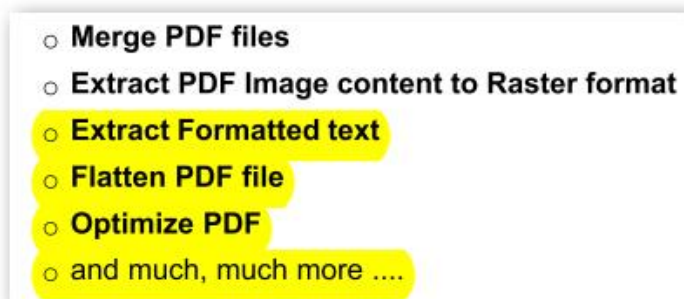 ○ Merge PDF files
○ Extract PDF Image content to Raster format
○ Extract Formatted text
○ Flatten PDF file
○ Optimize PDF
○ and much, much more ....